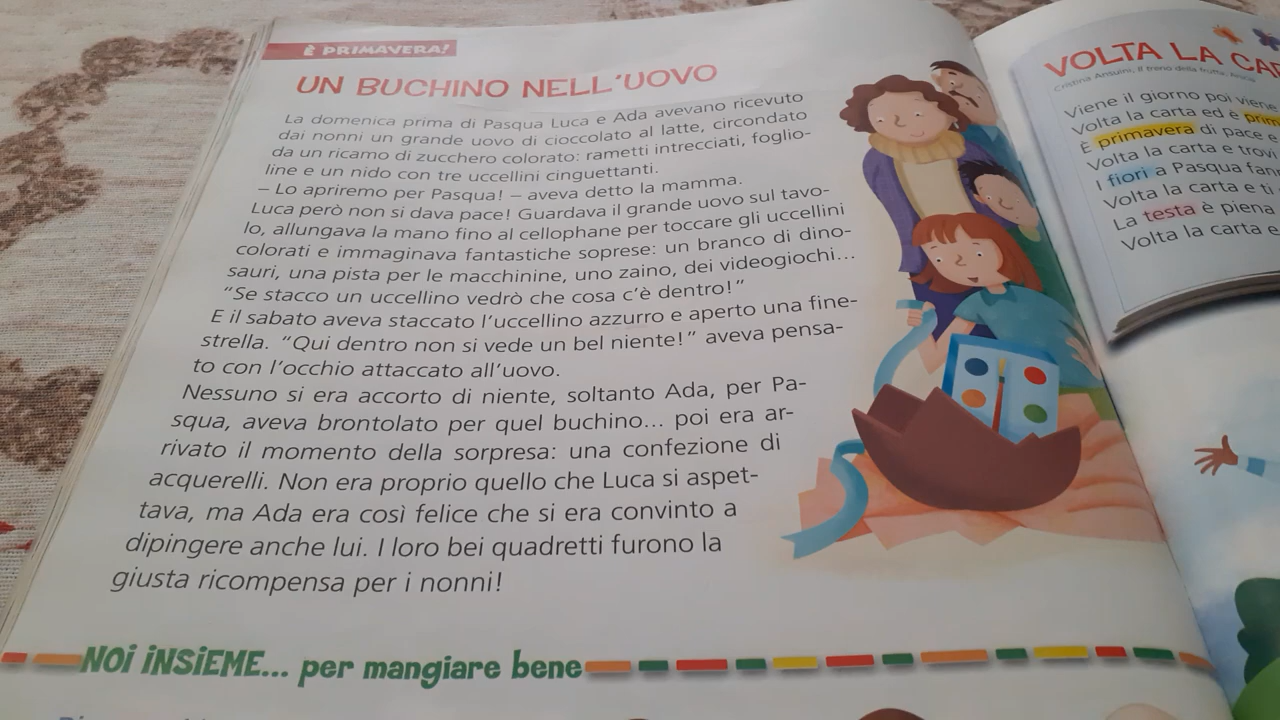 È PRIMAVERA!
UN BUCHINO NELL'UOVO
La domenica prima di Pasqua Luca e Ada avevano ricevuto
dai nonni un grande uovo di cioccolato al latte, circondato
da un ricamo di zucchero colorato: rametti intrecciati, foglio-
line e un nido con tre uccellini cinguettanti.
– Lo apriremo per Pasqua! – aveva detto la mamma.
Luca però non si dava pace! Guardava il grande uovo sul tavo-
lo, allungava la mano fino al cellophane per toccare gli uccellini
colorati e immaginava fantastiche soprese: un branco di dino-
sauri, una pista per le macchinine, uno zaino, dei videogiochi...
"Se stacco un uccellino vedrò che cosa c'è dentro!"
E il sabato aveva staccato l'uccellino azzurro e aperto una fine-
strella. "Qui dentro non si vede un bel niente!" aveva pensa-
to con l'occhio attaccato all'uovo.
Nessuno si era accorto di niente, soltanto Ada, per Pa-
squa, aveva brontolato per quel buchino... poi era ar-
rivato il momento della sorpresa: una confezione di
acquerelli. Non era proprio quello che Luca si aspet-
tava, ma Ada era così felice che si era convinto a
dipingere anche lui. I loro bei quadretti furono la
giusta ricompensa per i nonni!
NOI INSIEME... per mangiare bene
VOLTA LA
Cristina Antuini, Il treno della frutta,
Viene il giorno poi viene
Volta la carta ed è
È primavera di pace e
Volta la carta e trovi
I fiori a Pasqua
Volta la carta e ti
La testa è piena
Volta la carta e